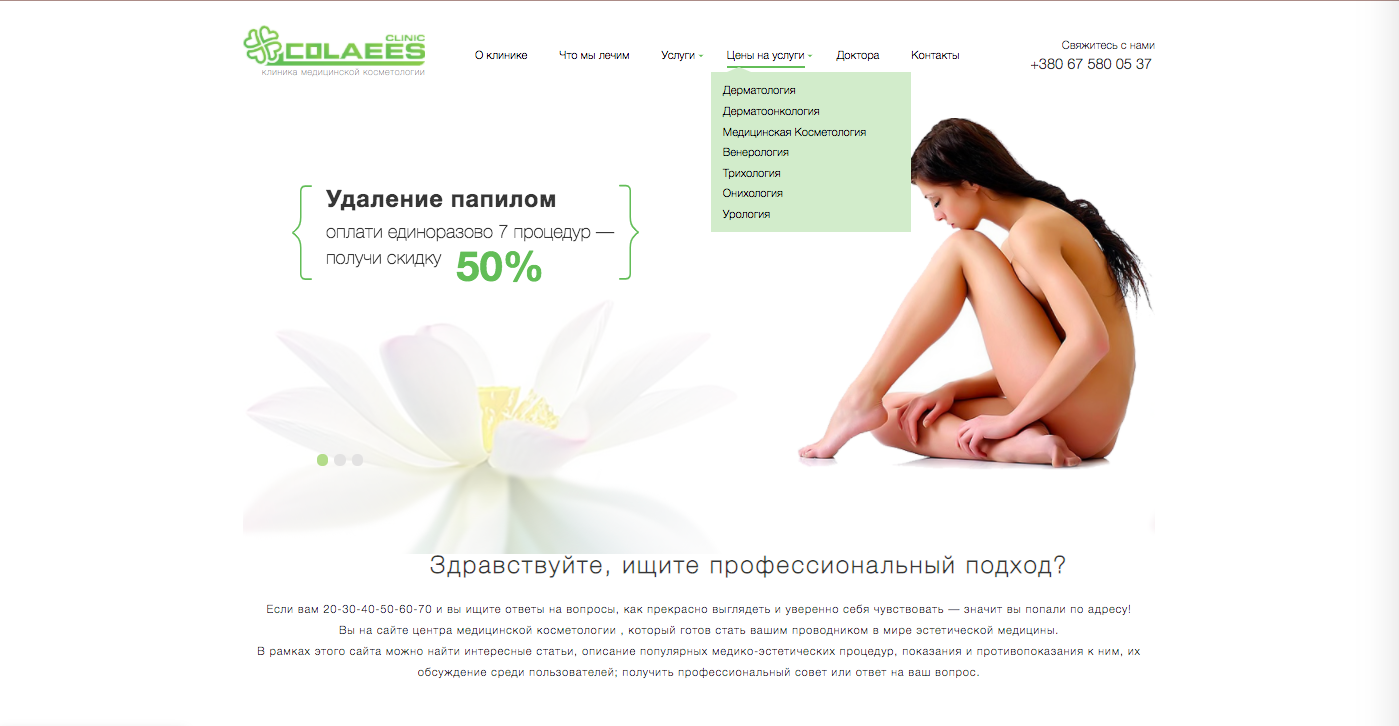 CLINIC
COLAEES
клиника медицинской косметологии
О клинике
Что мы лечим
Услуги
Цены на услуги
Доктора
Контакты
Свяжитесь с нами
+380 67 580 05 37
Дерматология
Дерматоонкология
Медицинская Косметология
Венерология
Трихология
Онихология
Урология
Удаление папилом
оплати единоразово 7 процедур —
получи скидку 50%
Здравствуйте, ищите профессиональный подход?
Если вам 20-30-40-50-60-70 и вы ищите ответы на вопросы, как прекрасно выглядеть и уверенно себя чувствовать — значит вы попали по адресу!
Вы на сайте центра медицинской косметологии , который готов стать вашим проводником в мире эстетической медицины.
В рамках этого сайта можно найти интересные статьи, описание популярных медико-эстетических процедур, показания и противопоказания к ним, их
обсуждение среди пользователей; получить профессиональный совет или ответ на ваш вопрос.